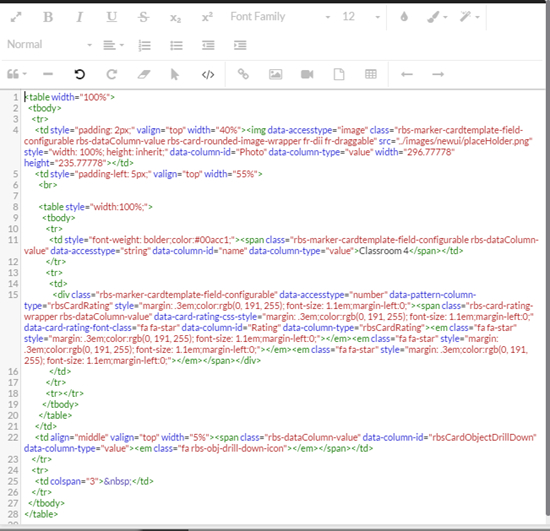 B I U S x₂ x² Font Family 12
Normal
1 <table width="100%">
2 <tbody>
3 <tr>
4 <td style="padding: 2px;" valign="top" width="40%"><img data-accesstype="image" class="rbs-marker-cardtemplate-field-
configurable rbs-dataColumn-value rbs-card-rounded-image-wrapper fr-dii fr-draggable" src="../images/newui/placeHolder.png"
style="width: 100%; height: inherit;" data-column-id="Photo" data-column-type="value" width="296.77778"
height="235.77778"></td>
5 <td style="padding-left: 5px;" valign="top" width="55%">
6 <br>
7
8 <table style="width:100%;">
9 <tbody>
10 <tr>
11 <td style="font-weight: bolder;color:#00acc1;"><span class="rbs-marker-cardtemplate-field-configurable rbs-dataColumn-
value" data-accesstype="string" data-column-id="name" data-column-type="value">Classroom 4</span></td>
12 </tr>
13 <tr>
14 <td>
15 <div class="rbs-marker-cardtemplate-field-configurable" data-accesstype="number" data-pattern-column-
type="rbsCardRating" style="margin: .3em;color:rgb(0, 191, 255); font-size: 1.1em;margin-left:0;"><span class="rbs-card-rating-
wrapper rbs-dataColumn-value" data-card-rating-css-style="margin: .3em;color:rgb(0, 191, 255); font-size: 1.1em;margin-left:0;"
data-card-rating-font-class="fa fa-star" data-column-id="Rating" data-column-type="rbsCardRating"><em class="fa fa-star"
style="margin: .3em;color:rgb(0, 191, 255); font-size: 1.1em;margin-left:0;"></em><em class="fa fa-star" style="margin:
.3em;color:rgb(0, 191, 255); font-size: 1.1em;margin-left:0;"></em><em class="fa fa-star" style="margin: .3em;color:rgb(0, 191,
255); font-size: 1.1em;margin-left:0;"></em></span></div>
16 </td>
17 </tr>
18 <tr></tr>
19 </tbody>
20 </table>
21 </td>
22 <td align="middle" valign="top" width="5%"><span class="rbs-dataColumn-value" data-column-id="rbsCardObjectDrillDown"
data-column-type="value"><em class="fa rbs-obj-drill-down-icon"></em></span></td>
23 </tr>
24 <tr>
25 <td colspan="3">&nbsp;</td>
26 </tr>
27 </tbody>
28 </table>